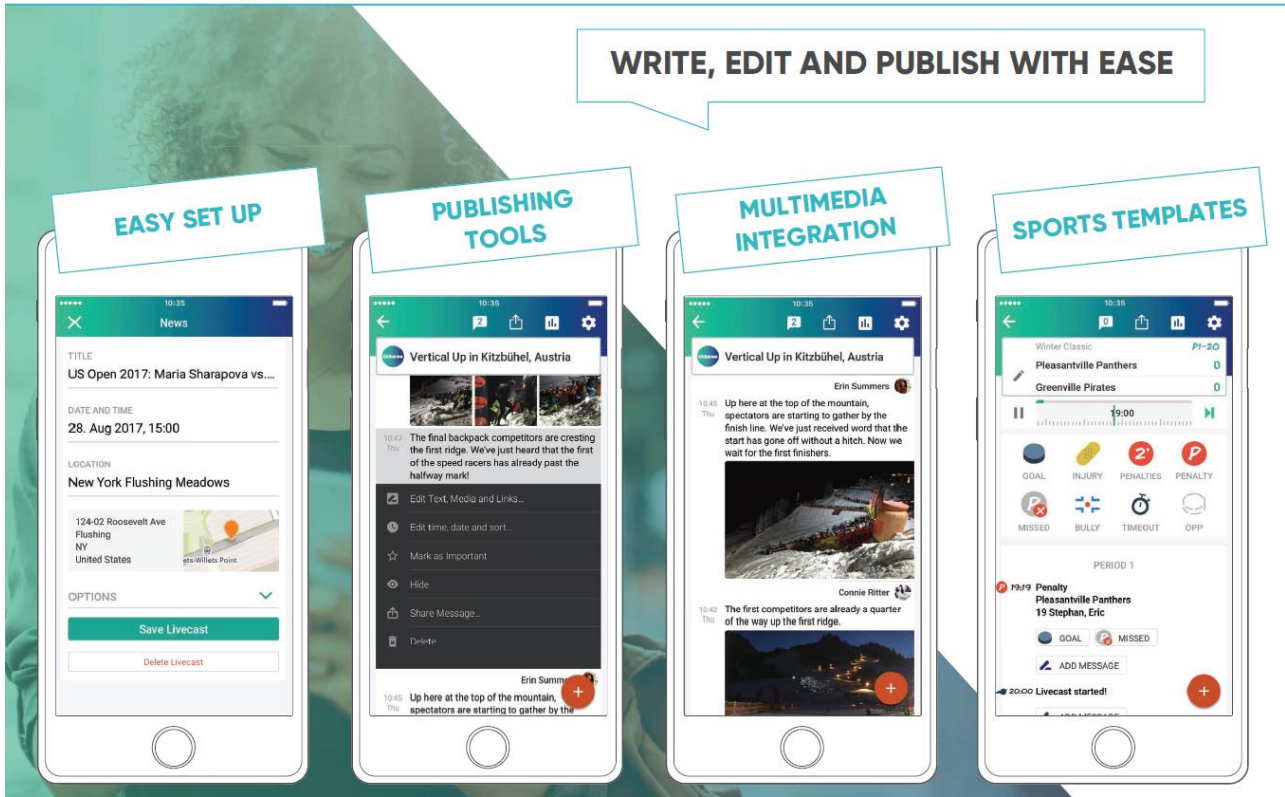 WRITE, EDIT AND PUBLISH WITH EASE
EASY SET UP
10:35
News
TITLE
US Open 2017: Maria Sharapova vs....
DATE AND TIME
28. Aug 2017, 15:00
LOCATION
New York Flushing Meadows
124-02 Roosevelt Ave
Flushing
NY
United States
ets-Willets Point
OPTIONS
Save Livecast
Delete Livecast
PUBLISHING
TOOLS
10:35
2
Vertical Up in Kitzbühel, Austria
10:42
Thu
The final backpack competitors are cresting
the first ridge. We've just heard that the first
of the speed racers has already past the
halfway mark!
Edit Text, Media and Links...
Edit time, date and sort...
Mark as Important
Hide
Share Message...
Delete
Erin Summe
10:45
Thu
Up here at the top of the mountain,
spectators are starting to gather by the
+
MULTIMEDIA
INTEGRATION
10:35
2
Vertical Up in Kitzbühel, Austria
Erin Summers
10:45
Thu
Up here at the top of the mountain,
spectators are starting to gather by the
finish line. We've just received word that the
start has gone off without a hitch. Now we
wait for the first finishers.
Connie Ritter
10:42
Thu
The first competitors are already a quarter
of the way up the first ridge.
+
SPORTS TEMPLATES
10:35
0
Winter Classic
P1-20
Pleasantville Panthers
0
Greenville Pirates
0
19:00
GOAL
INJURY
2'
PENALTIES
P
PENALTY
P
MISSED
BULLY
TIMEOUT
OPP
PERIOD 1
P
19:19
Penalty
Pleasantville Panthers
19 Stephan, Eric
GOAL
P
MISSED
ADD MESSAGE
20:00 Livecast started!
+
ADD MESSAGE